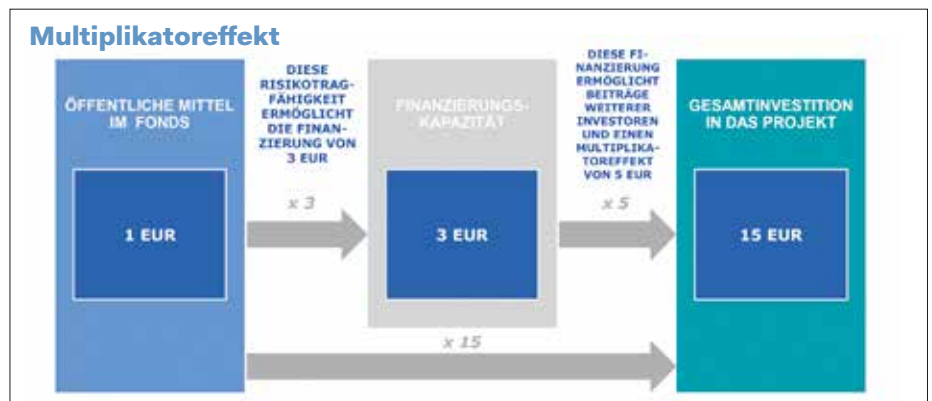 Multiplikatoreffekt
ÖFFENTLICHE MITTEL
IM FONDS
1 EUR
DIESE
RISIKOTRAG-
FÄHIGKEIT
ERMÖGLICHT
DIE FINAN-
ZIERUNG VON
3 EUR
x 3
FINANZIERUNGS-
KAPAZITÄT
3 EUR
DIESE FI-
NANZIERUNG
ERMÖGLICHT
BEITRÄGE
WEITERER
INVESTOREN
UND EINEN
MULTIPLIKA-
TOREFFEKT
VON 5 EUR
x 5
GESAMTINVESTITION
IN DAS PROJEKT
15 EUR
x 15